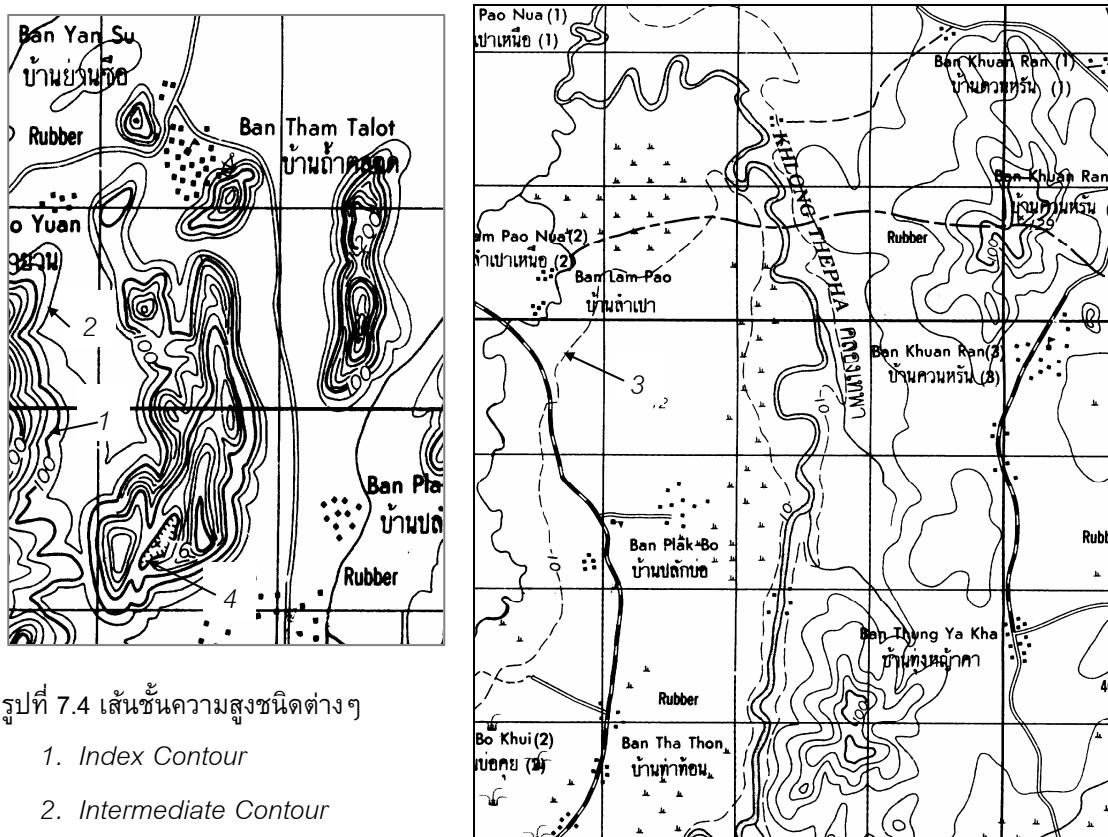 Ban Yan Su
บ้านย่านซื่อ
Rubber
Ban Tham Talot
บ้านถ้ำตลอด
o Yuan
200
2
100
1
100
100
Ban Pla
Rubber
4
Pao Nua (1)
เปาเหนือ (1)
Ban Khuan Ran (1)
บ้านควนหรัน (1)
KHLONG THEPHA คลองเทพา
Ban Khuan Ran
บ้านควนหรัน
Rubber
100
am Pao Nua (2)
ลำเปาเหนือ (2)
Ban Lam Pao
บ้านลำเปา
Ban Khuan Ran (3)
บ้านควนหรัน (3)
3
12
10
10
Ban Plak Bo
บ้านปลักบ่อ
Rubb
Ban Thung Ya Kha
บ้านทุ่งหญ้าคา
Rubber
100
Bo Khui (2)
นบ่อคุย (2)
Ban Tha Thon
บ้านท่าท้อน
รูปที่ 7.4 เส้นชั้นความสูงชนิดต่างๆ
1. Index Contour
2. Intermediate Contour